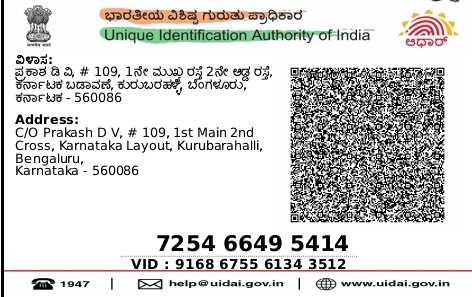 ಭಾರತೀಯ ವಿಶಿಷ್ಟ ಗುರುತು ಪ್ರಾಧಿಕಾರ
Unique Identification Authority of India
ಆಧಾರ್
ವಿಳಾಸ:
ಪ್ರಕಾಶ ಡಿ ವಿ, # 109, 1ನೇ ಮುಖ್ಯ ರಸ್ತೆ 2ನೇ ಅಡ್ಡ ರಸ್ತೆ,
ಕರ್ನಾಟಕ ಬಡಾವಣೆ, ಕುರುಬರಹಳ್ಳಿ, ಬೆಂಗಳೂರು,
ಕರ್ನಾಟಕ - 560086
Address:
C/O Prakash D V, # 109, 1st Main 2nd
Cross, Karnataka Layout, Kurubarahalli,
Bengaluru,
Karnataka - 560086
7254 6649 5414
VID : 9168 6755 6134 3512
1947 | help@uidai.gov.in | www.uidai.gov.in